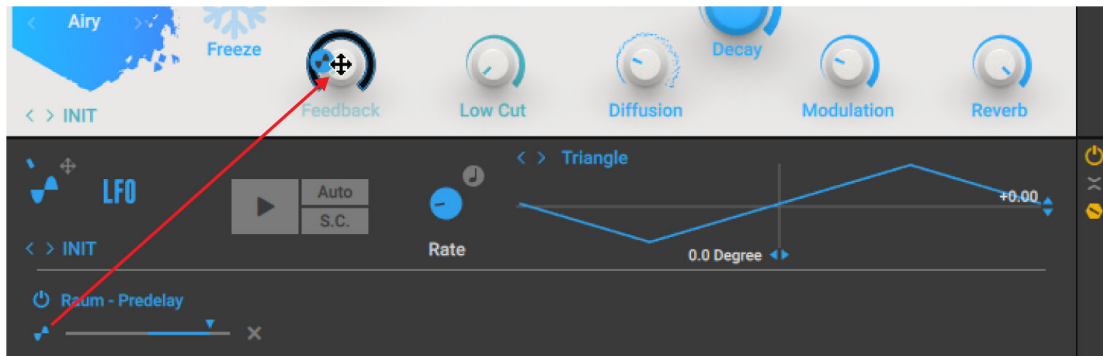 < Airy >
Freeze
Decay
Feedback
Low Cut
Diffusion
Modulation
Reverb
< > INIT
LFO
Auto
S.C.
Rate
< > Triangle
+0.00
0.0 Degree
< > INIT
Raum - Predelay